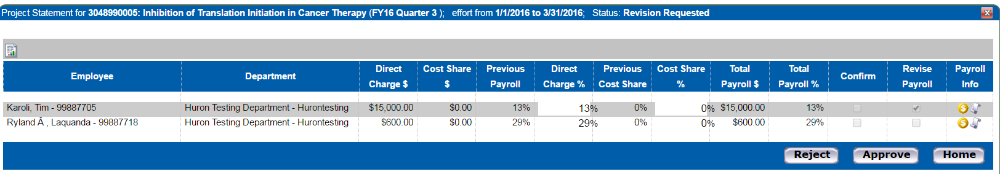 Project Statement for 3048990005: Inhibition of Translation Initiation in Cancer Therapy (FY16 Quarter 3 ); effort from 1/1/2016 to 3/31/2016; Status: Revision Requested
Employee Department Direct Charge $ Cost Share $ Previous Payroll Direct Charge % Previous Cost Share Cost Share % Total Payroll $ Total Payroll % Confirm Revise Payroll Payroll Info
Karoli, Tim - 99887705 Huron Testing Department - Hurontesting $15,000.00 $0.00 13% 13% 0% 0% $15,000.00 13%
Ryland Â , Laquanda - 99887718 Huron Testing Department - Hurontesting $600.00 $0.00 29% 29% 0% 0% $600.00 29%
Reject Approve Home